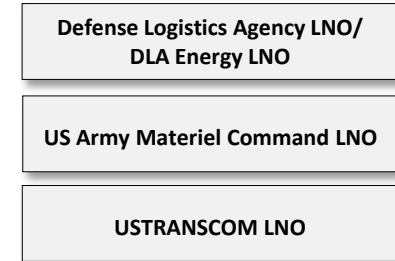 Defense Logistics Agency LNO/
DLA Energy LNO
US Army Materiel Command LNO
USTRANSCOM LNO